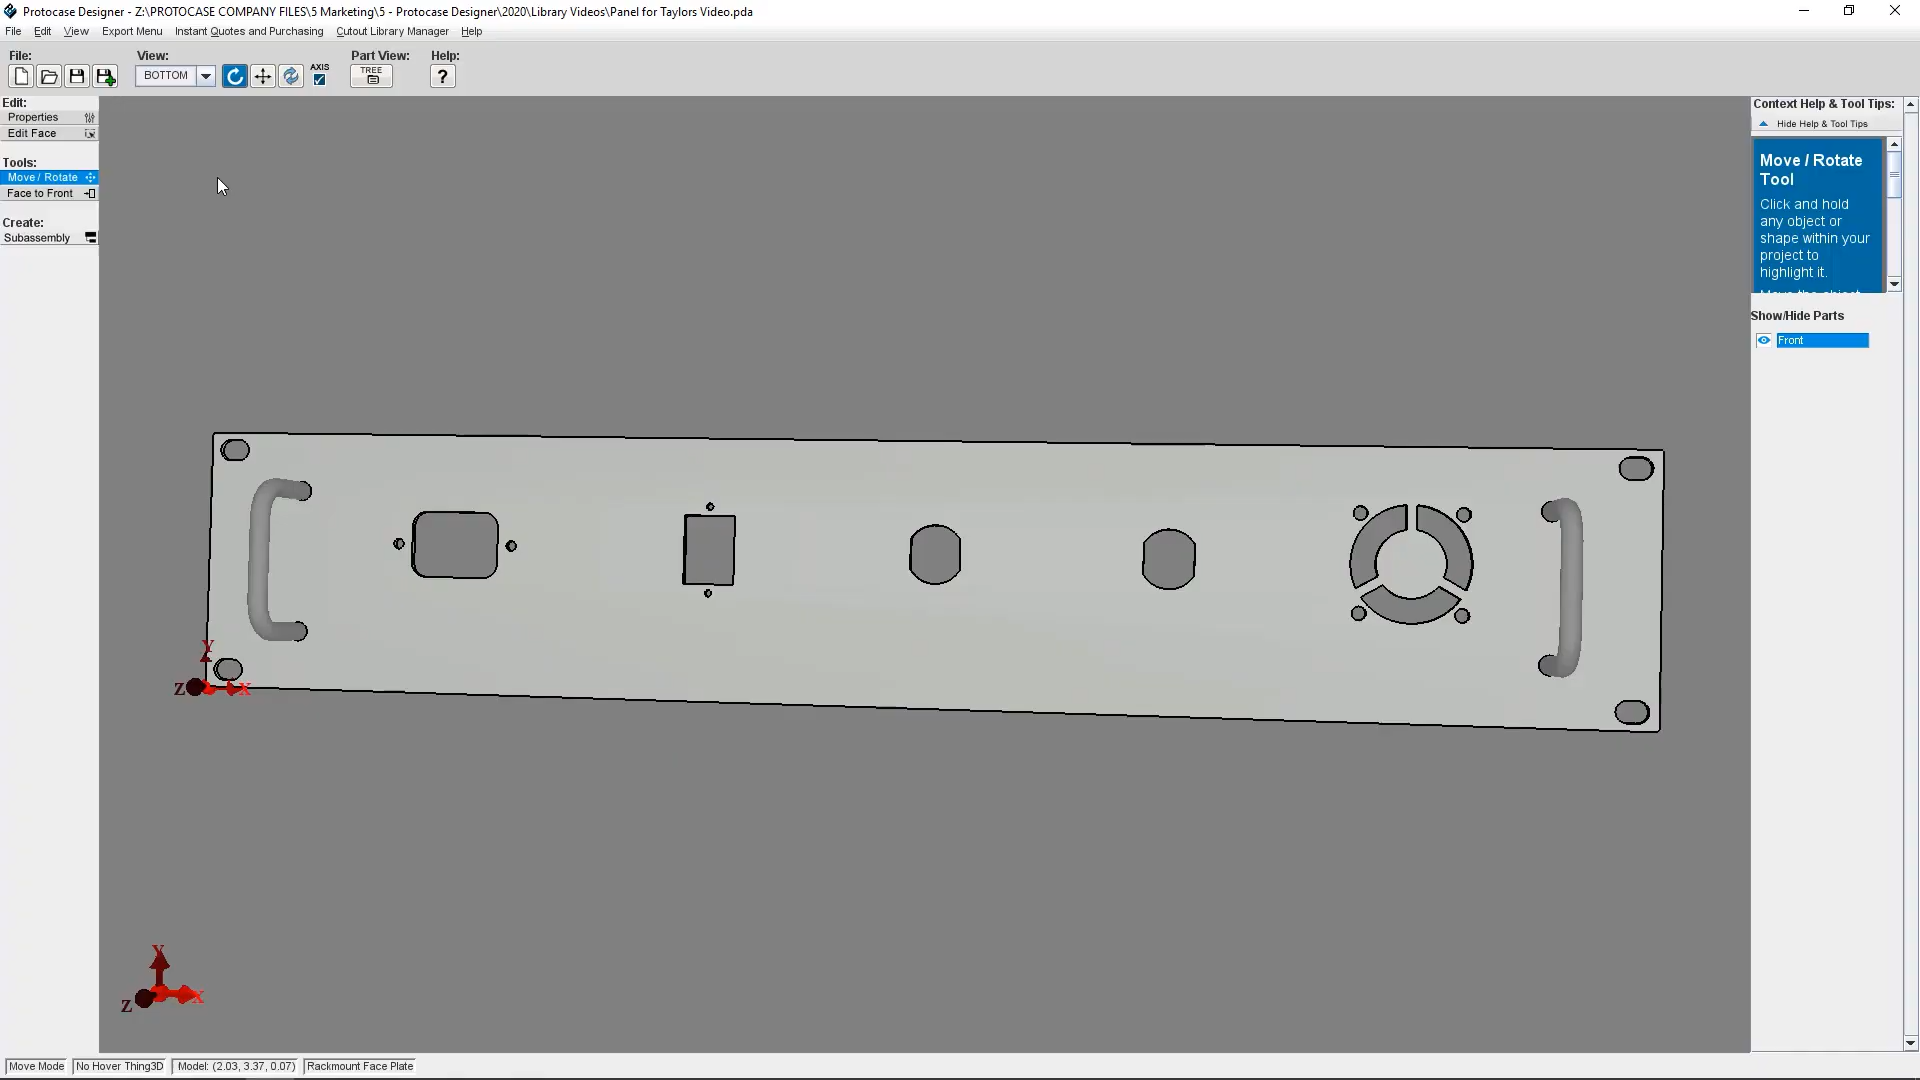 Protocase Designer - Z:\PROTOCASE COMPANY FILES\5 Marketing\5 - Protocase Designer\2020\Library Videos\Panel for Taylors Video.pda
File Edit View Export Menu Instant Quotes and Purchasing Cutout Library Manager Help
File: View: Part View: Help:
BOTTOM AXIS TREE ?
Edit:
Properties
Edit Face
Tools:
Move / Rotate
Face to Front
Create:
Subassembly
Context Help & Tool Tips:
Hide Help & Tool Tips
Move / Rotate
Tool
Click and hold
any object or
shape within your
project to
highlight it.
Move the object
Show/Hide Parts
Front
Y
Z X
Y
Z X
Move Mode No Hover Thing3D Model: (2.03, 3.37, 0.07) Rackmount Face Plate